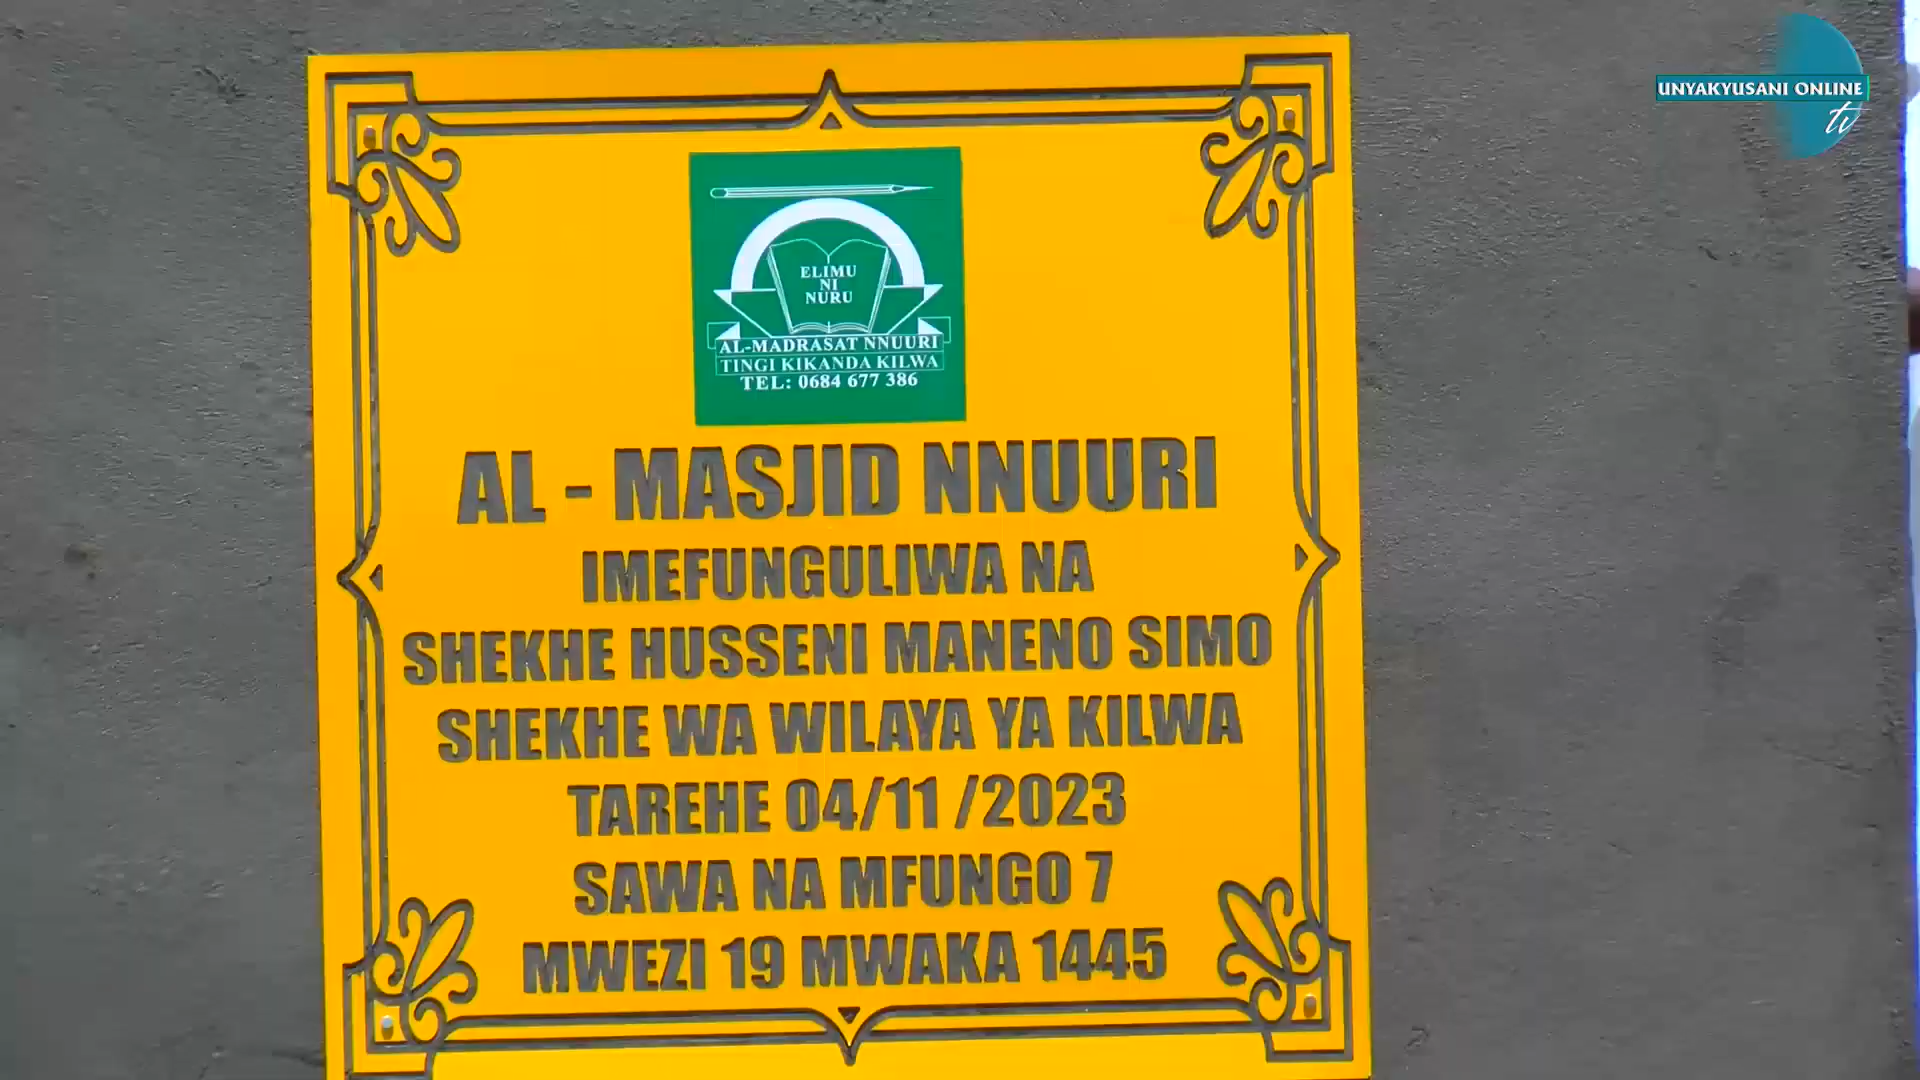 UNYAKYUSANI ONLINE
tv
ELIMU
NI
NURU
AL-MADRASAT NNUURI
TINGI KIKANDA KILWA
TEL: 0684 677 386
AL - MASJID NNUURI
IMEFUNGULIWA NA
SHEKHE HUSSENI MANENO SIMO
SHEKHE WA WILAYA YA KILWA
TAREHE 04/11 /2023
SAWA NA MFUNGO 7
MWEZI 19 MWAKA 1445